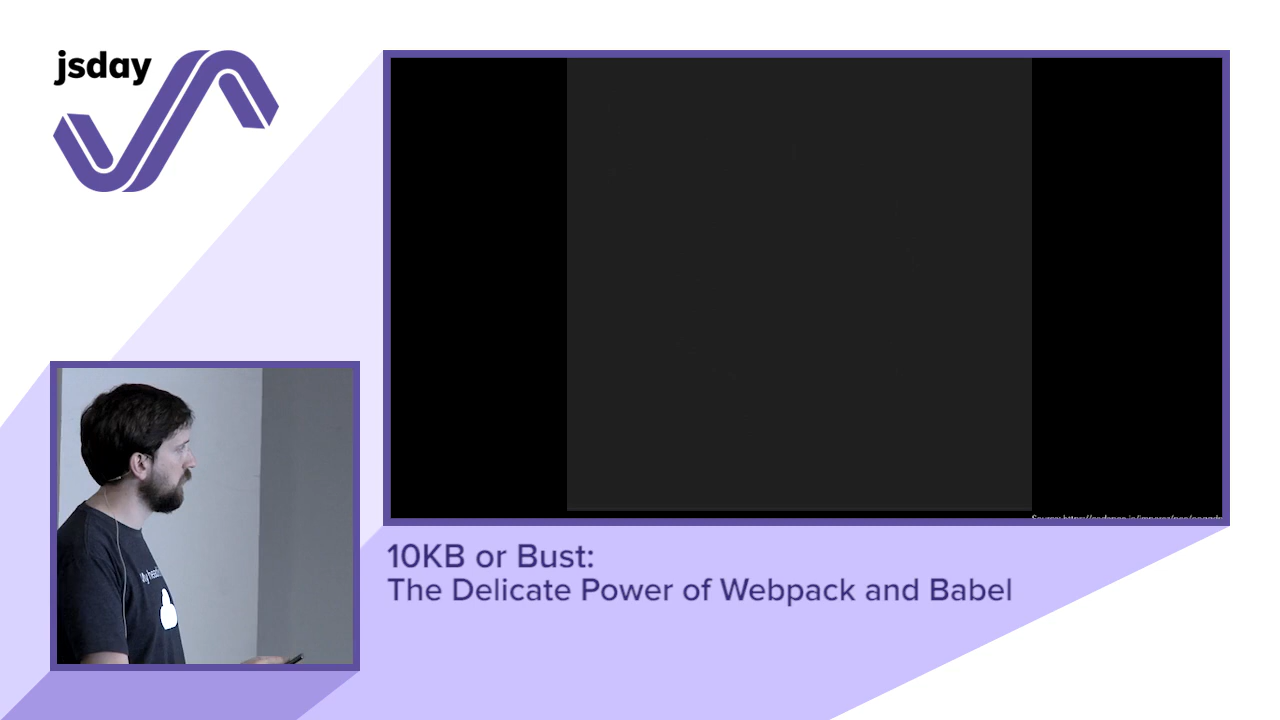 jsday
10KB or Bust:
The Delicate Power of Webpack and Babel